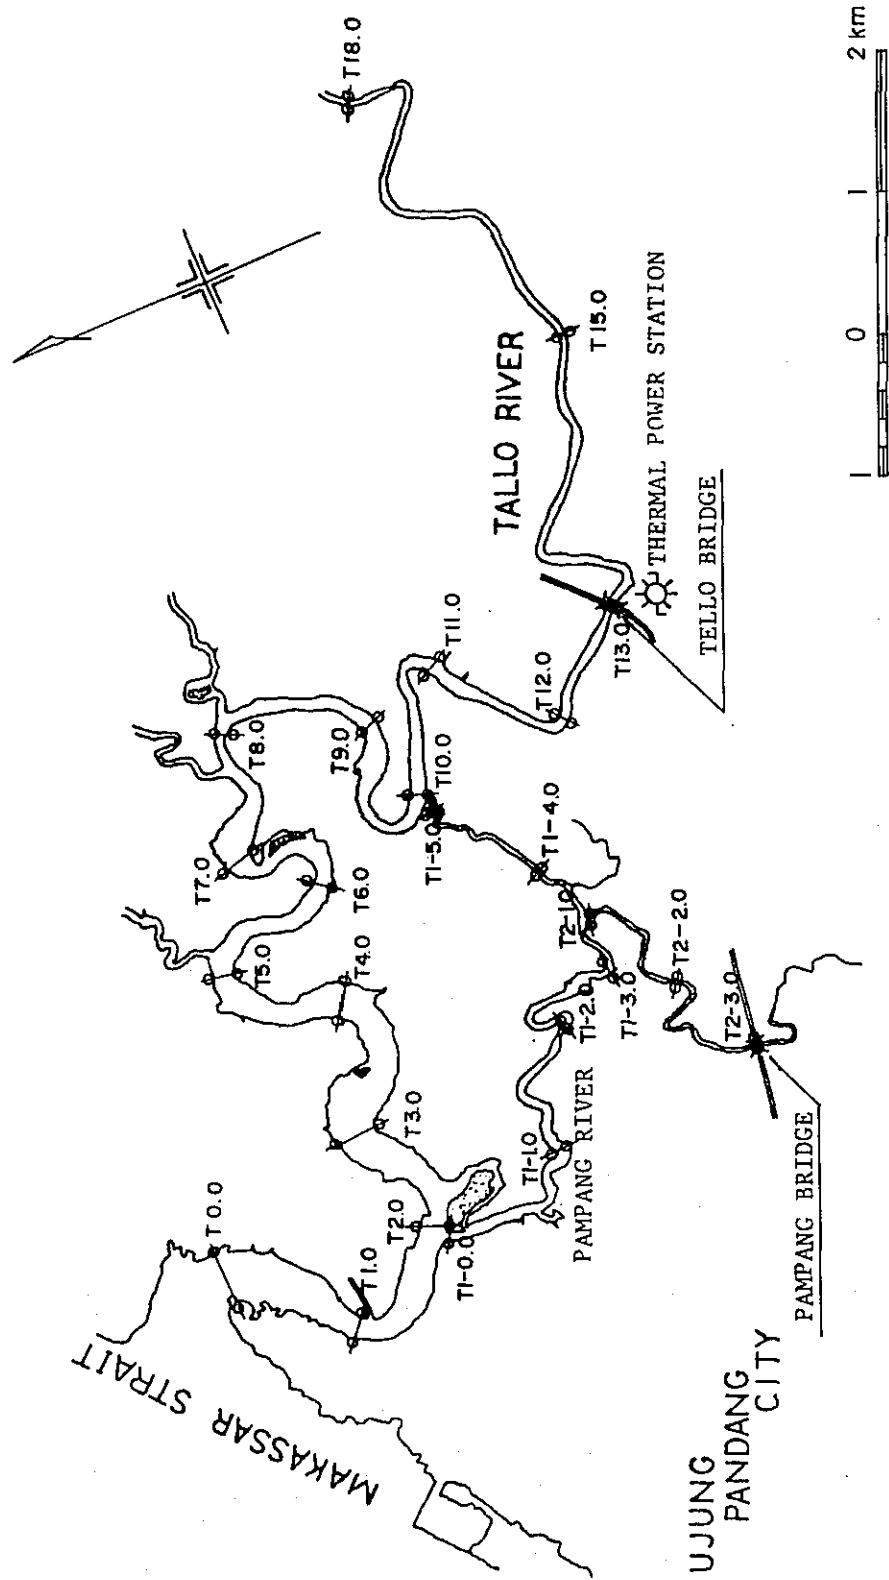 MAKASSAR STRAIT
T0.0
T1.0
T2.0
T1-0.0
T3.0
T4.0
T5.0
T6.0
T7.0
T8.0
T9.0
T10.0
T11.0
T12.0
T13.0
T15.0
T18.0
TALLO RIVER
THERMAL POWER STATION
TELLO BRIDGE
T1-1.0
PAMPANG RIVER
T1-2.0
T1-3.0
T2-1.0
T1-4.0
T1-5.0
T2-2.0
T2-3.0
PAMPANG BRIDGE
UJUNG
PANDANG
CITY
1 0 1 2 km